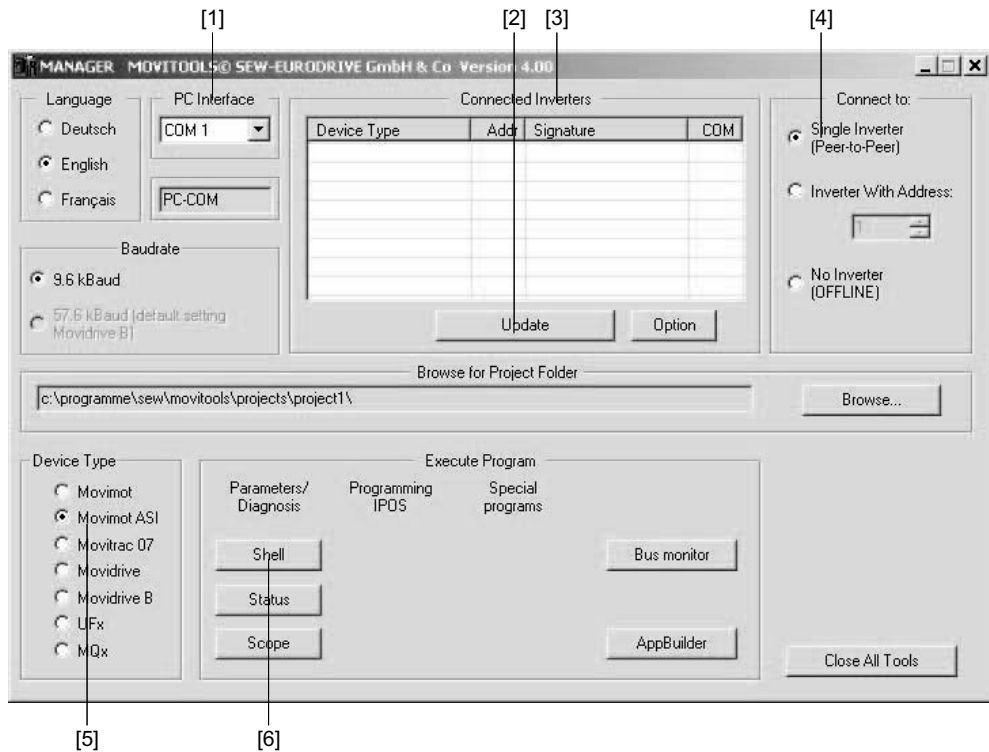 [1] [2] [3] [4]
MANAGER MOVITOOLS© SEW-EURODRIVE GmbH & Co Version 4.00
Language
Deutsch
English
Français
PC Interface
COM 1
PC-COM
Baudrate
9.6 kBaud
57.6 kBaud (default setting
Movidrive B)
Connected Inverters
Device Type Addr Signature COM
Update Option
Connect to:
Single Inverter
(Peer-to-Peer)
Inverter With Address:
1
No Inverter
(OFFLINE)
Browse for Project Folder
c:\programme\sew\movitools\projects\project1\
Browse...
Device Type
Movimot
Movimot ASI
Movitrac 07
Movidrive
Movidrive B
UFx
MQx
Execute Program
Parameters/
Diagnosis
Programming
IPOS
Special
programs
Shell
Bus monitor
Status
Scope
AppBuilder
Close All Tools
[5] [6]